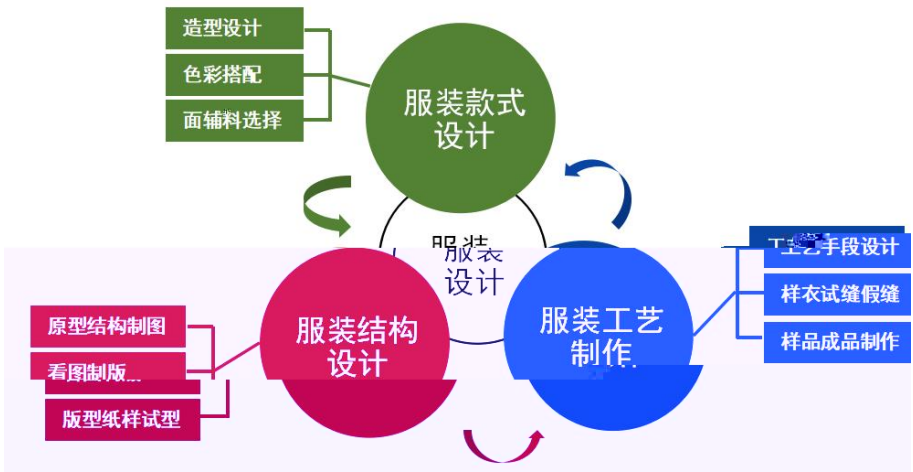 造型设计
色彩搭配
面辅料选择
服装款式
设计
服装
设计
服装结构
设计
服装工艺
制作
工艺手段设计
样衣试缝假缝
样品成品制作
原型结构制图
看图制版
版型纸样试型